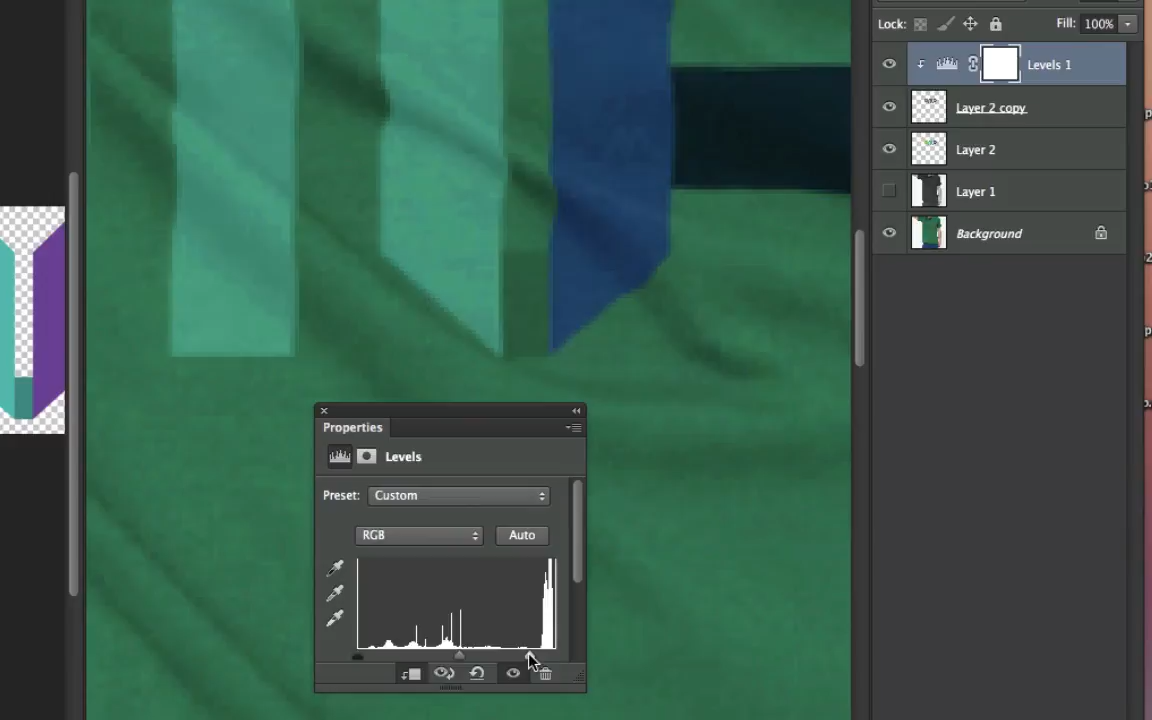 Lock:
Fill: 100%
Levels 1
Layer 2 copy
Layer 2
Layer 1
Background
Properties
Levels
Preset: Custom
RGB
Auto